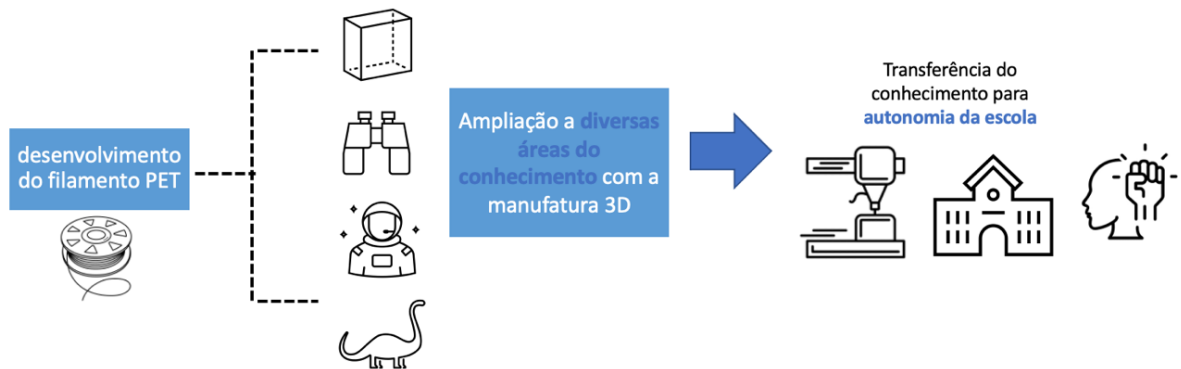 desenvolvimento
do filamento PET
Ampliação a diversas
áreas do
conhecimento com a
manufatura 3D
Transferência do
conhecimento para
autonomia da escola